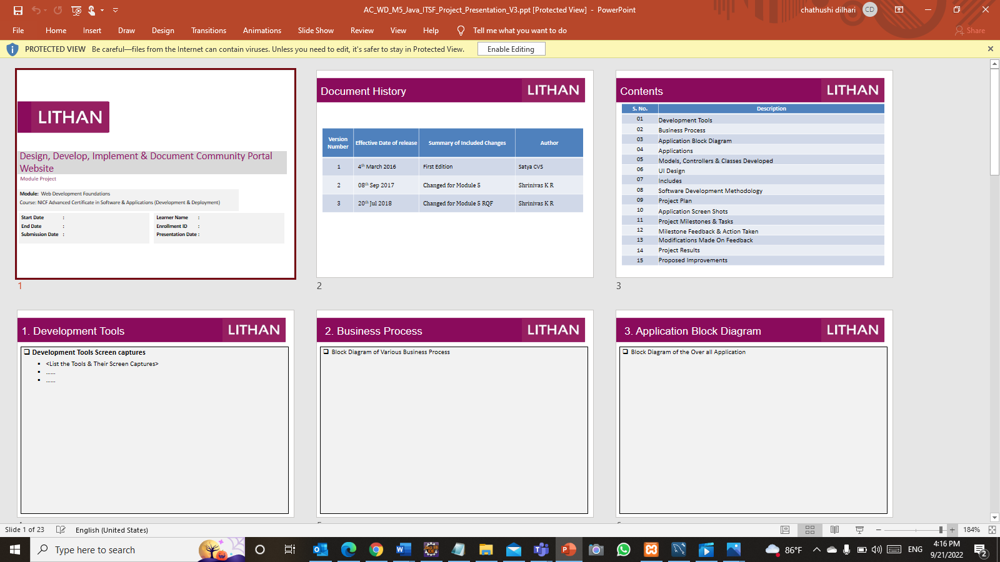 AC_WD_M5_Java_ITSF_Project_Presentation_V3.ppt [Protected View] - PowerPoint
chathushi dilhari CD
File Home Insert Draw Design Transitions Animations Slide Show Review View Help Tell me what you want to do Share
PROTECTED VIEW Be careful—files from the Internet can contain viruses. Unless you need to edit, it's safer to stay in Protected View. Enable Editing
LITHAN
Design, Develop, Implement & Document Community Portal
Website
Module Project
Module: Web Development Foundations
Course: NICF Advanced Certificate in Software & Applications (Development & Deployment)
Start Date :
End Date :
Submission Date :
Learner Name :
Enrollment ID :
Presentation Date :
1
Document History LITHAN
Version Number Effective Date of release Summary of Included Changes Author
1 4th March 2016 First Edition Satya CVS
2 08th Sep 2017 Changed for Module 5 Shrinivas K R
3 20th Jul 2018 Changed for Module 5 RQF Shrinivas K R
2
Contents LITHAN
S. No. Description
01 Development Tools
02 Business Process
03 Application Block Diagram
04 Applications
05 Models, Controllers & Classes Developed
06 UI Design
07 Includes
08 Software Development Methodology
09 Project Plan
10 Application Screen Shots
11 Project Milestones & Tasks
12 Milestone Feedback & Action Taken
13 Modifications Made On Feedback
14 Project Results
15 Proposed Improvements
3
1. Development Tools LITHAN
Development Tools Screen captures
<List the Tools & Their Screen Captures>
......
......
2. Business Process LITHAN
Block Diagram of Various Business Process
3. Application Block Diagram LITHAN
Block Diagram of the Over all Application
Slide 1 of 23 English (United States) 184%
Type here to search
86°F ENG 4:16 PM
9/21/2022 2